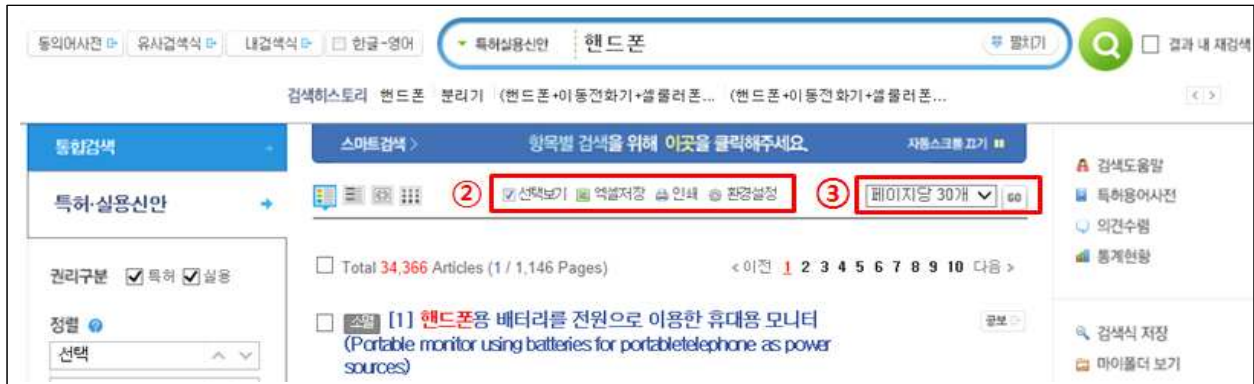 동의어사전 유사검색식 내검색식 한글-영어 특허실용신안 핸드폰 펼치기 결과 내 재검색
검색히스토리 핸드폰 분리기 (핸드폰+이동전화기+셀룰러폰... (핸드폰+이동전화기+셀룰러폰... < >
통합검색
스마트검색 > 항목별 검색을 위해 이곳을 클릭해주세요. 자동스크롤끄기
검색도움말
특허·실용신안
② 선택보기 엑셀저장 인쇄 환경설정 ③ 페이지당 30개 GO
특허용어사전
의견수렴
통계현황
권리구분 특허 실용
Total 34,366 Articles (1 / 1,146 Pages) <이전 1 2 3 4 5 6 7 8 9 10 다음 >
정렬
선택
소멸 [1] 핸드폰용 배터리를 전원으로 이용한 휴대용 모니터
(Portable monitor using batteries for portabletelephone as power
sources)
공보
검색식 저장
마이폴더 보기